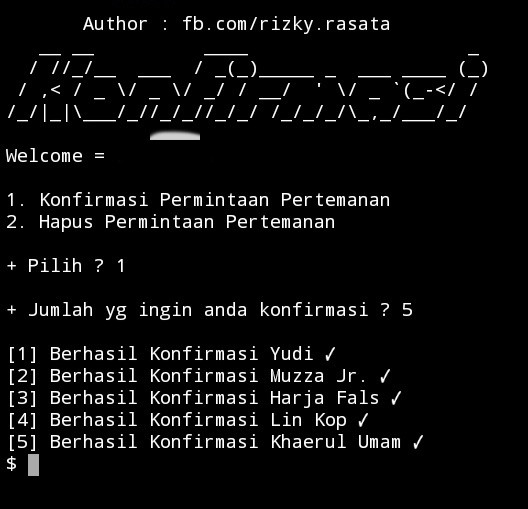 Author : fb.com/rizky.rasata
Konfirmasi
Welcome =
1. Konfirmasi Permintaan Pertemanan
2. Hapus Permintaan Pertemanan
+ Pilih ? 1
+ Jumlah yg ingin anda konfirmasi ? 5
[1] Berhasil Konfirmasi Yudi ✓
[2] Berhasil Konfirmasi Muzza Jr. ✓
[3] Berhasil Konfirmasi Harja Fals ✓
[4] Berhasil Konfirmasi Lin Kop ✓
[5] Berhasil Konfirmasi Khaerul Umam ✓
$